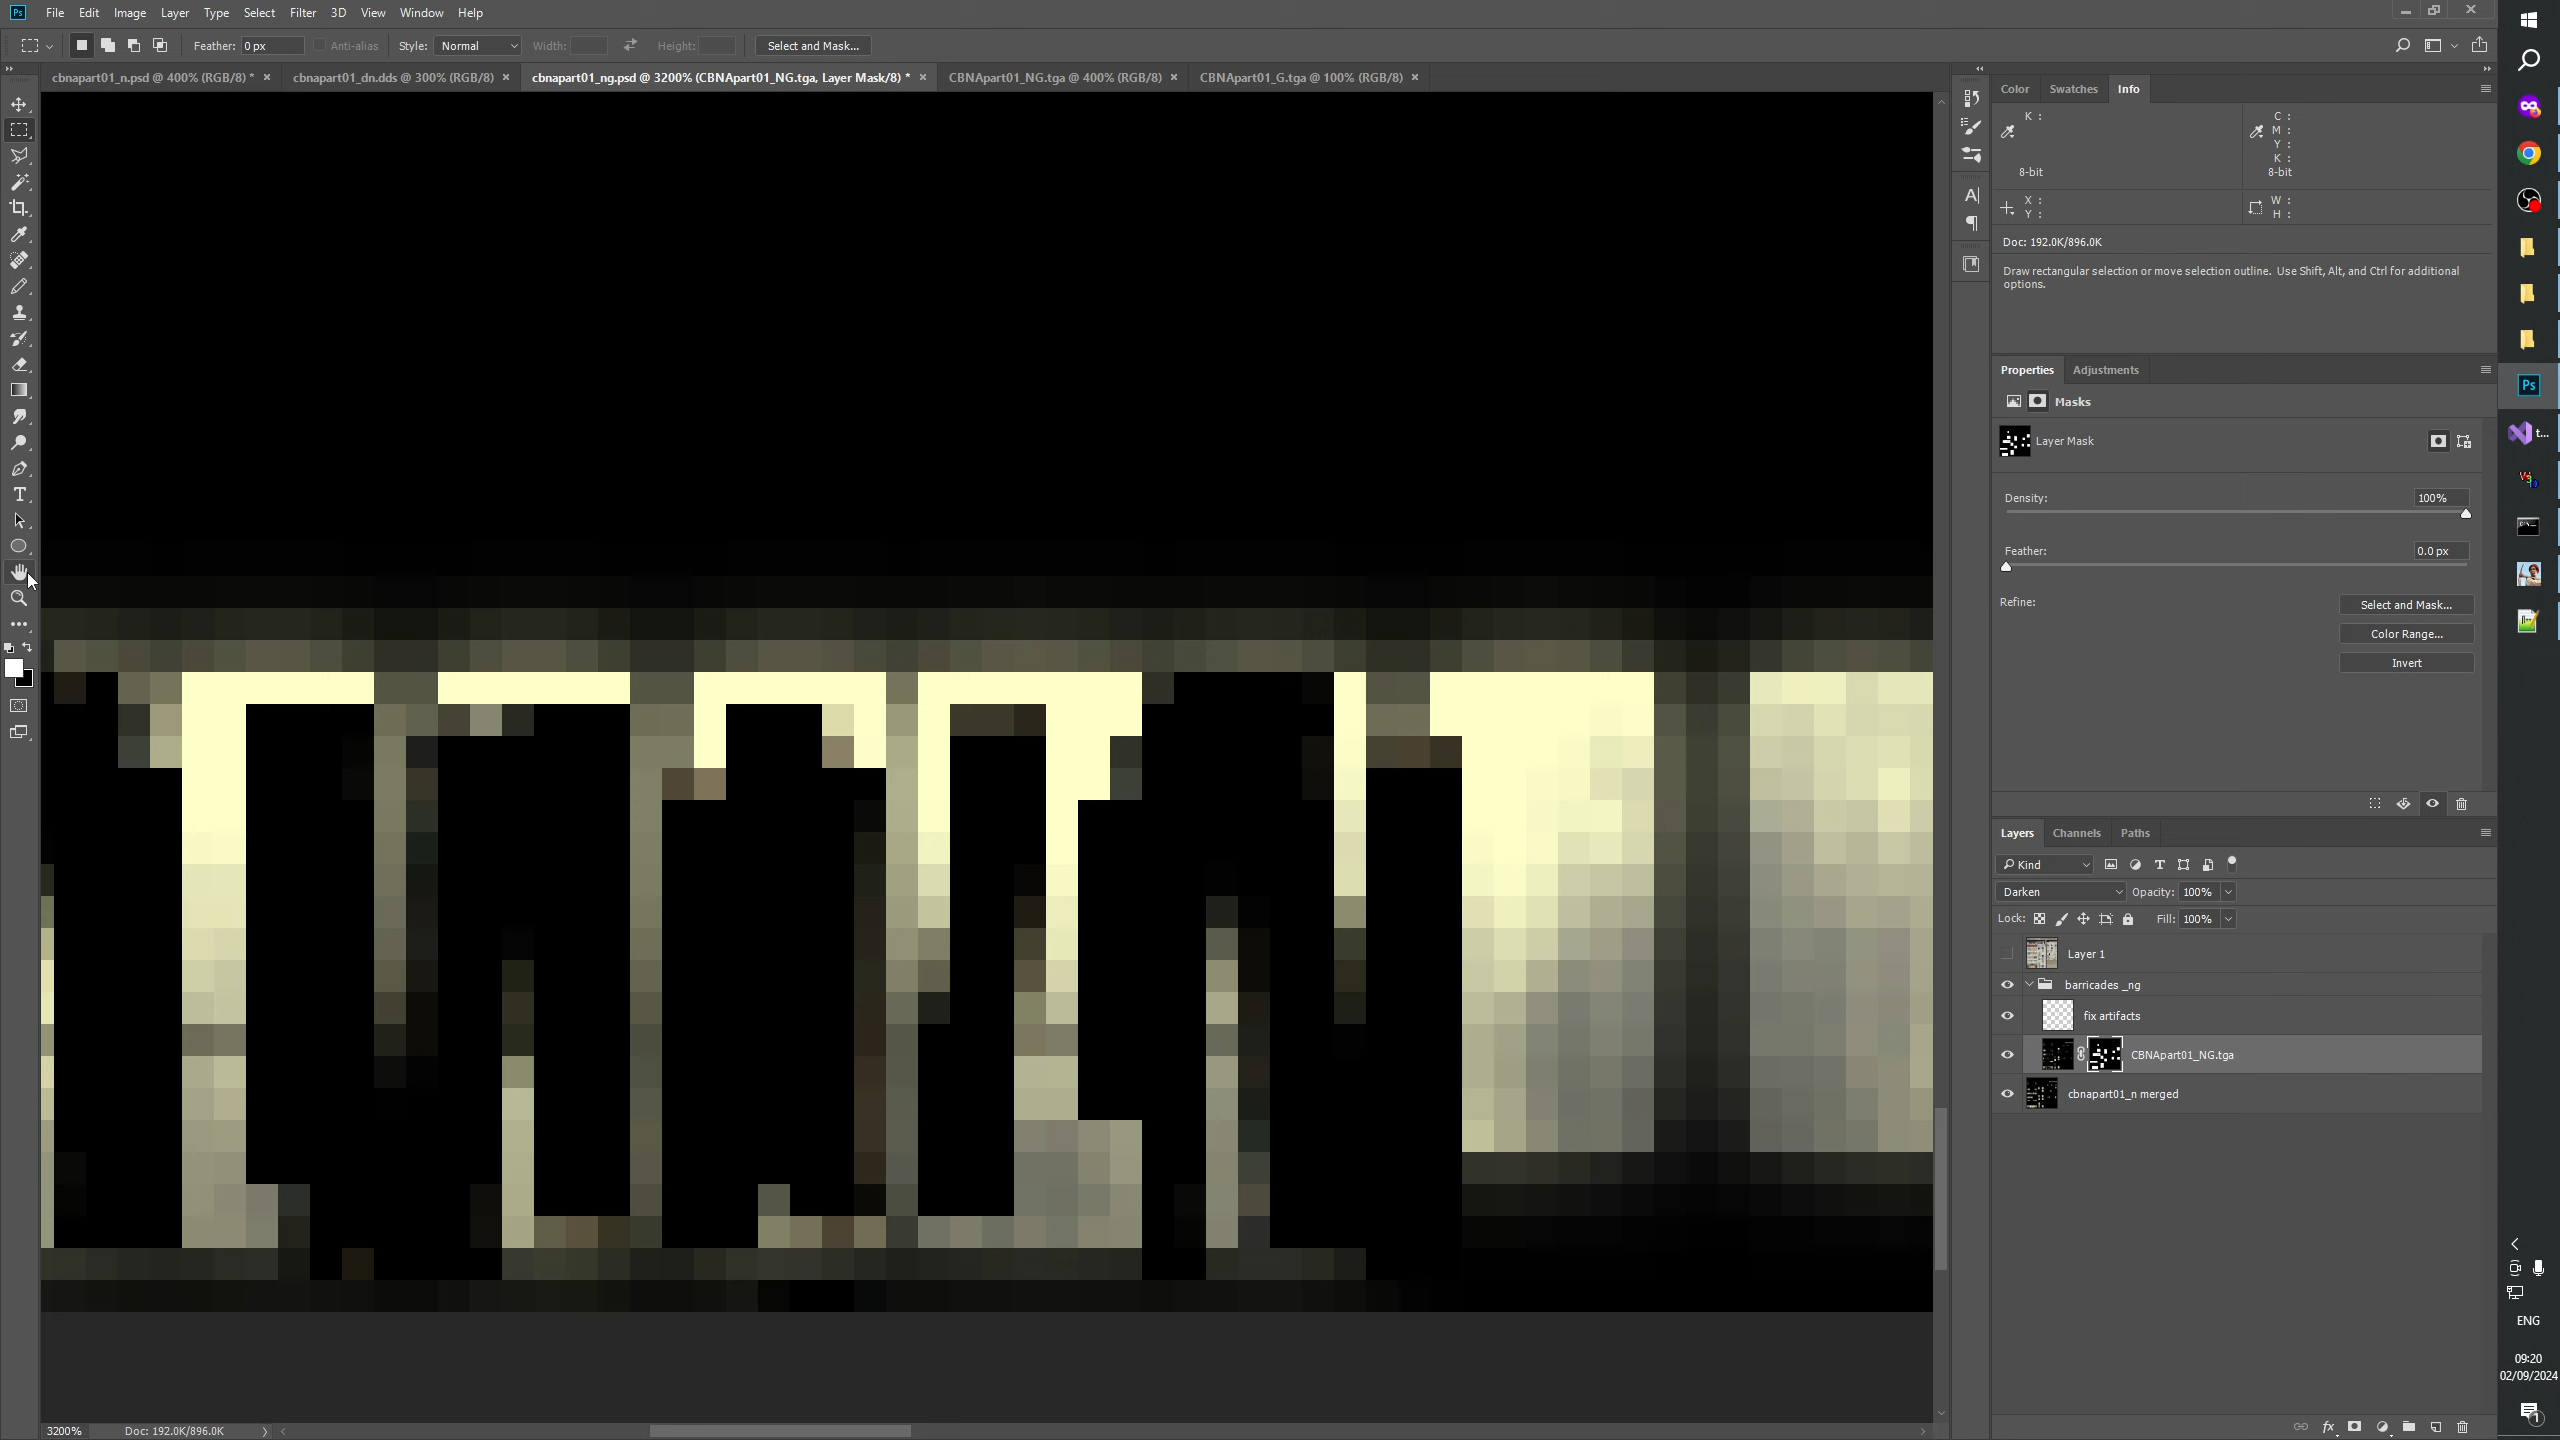 Ps File Edit Image Layer Type Select Filter 3D View Window Help
Feather: 0 px Anti-alias Style: Normal Width: Height: Select and Mask...
cbnapart01_n.psd @ 400% (RGB/8) * cbnapart01_dn.dds @ 300% (RGB/8) cbnapart01_ng.psd @ 3200% (CBNApart01_NG.tga, Layer Mask/8) * CBNApart01_NG.tga @ 400% (RGB/8) CBNApart01_G.tga @ 100% (RGB/8)
Color Swatches Info
K :
8-bit
C :
M :
Y :
K :
8-bit
X :
Y :
W :
H :
Doc: 192.0K/896.0K
Draw rectangular selection or move selection outline. Use Shift, Alt, and Ctrl for additional
options.
Properties Adjustments
Masks
Layer Mask
Density: 100%
Feather: 0.0 px
Refine: Select and Mask...
Color Range...
Invert
Layers Channels Paths
Kind
Darken Opacity: 100%
Lock: Fill: 100%
Layer 1
barricades _ng
fix artifacts
CBNApart01_NG.tga
cbnapart01_n merged
fx
3200% Doc: 192.0K/896.0K
Ps
t...
ENG
09:20
02/09/2024
1